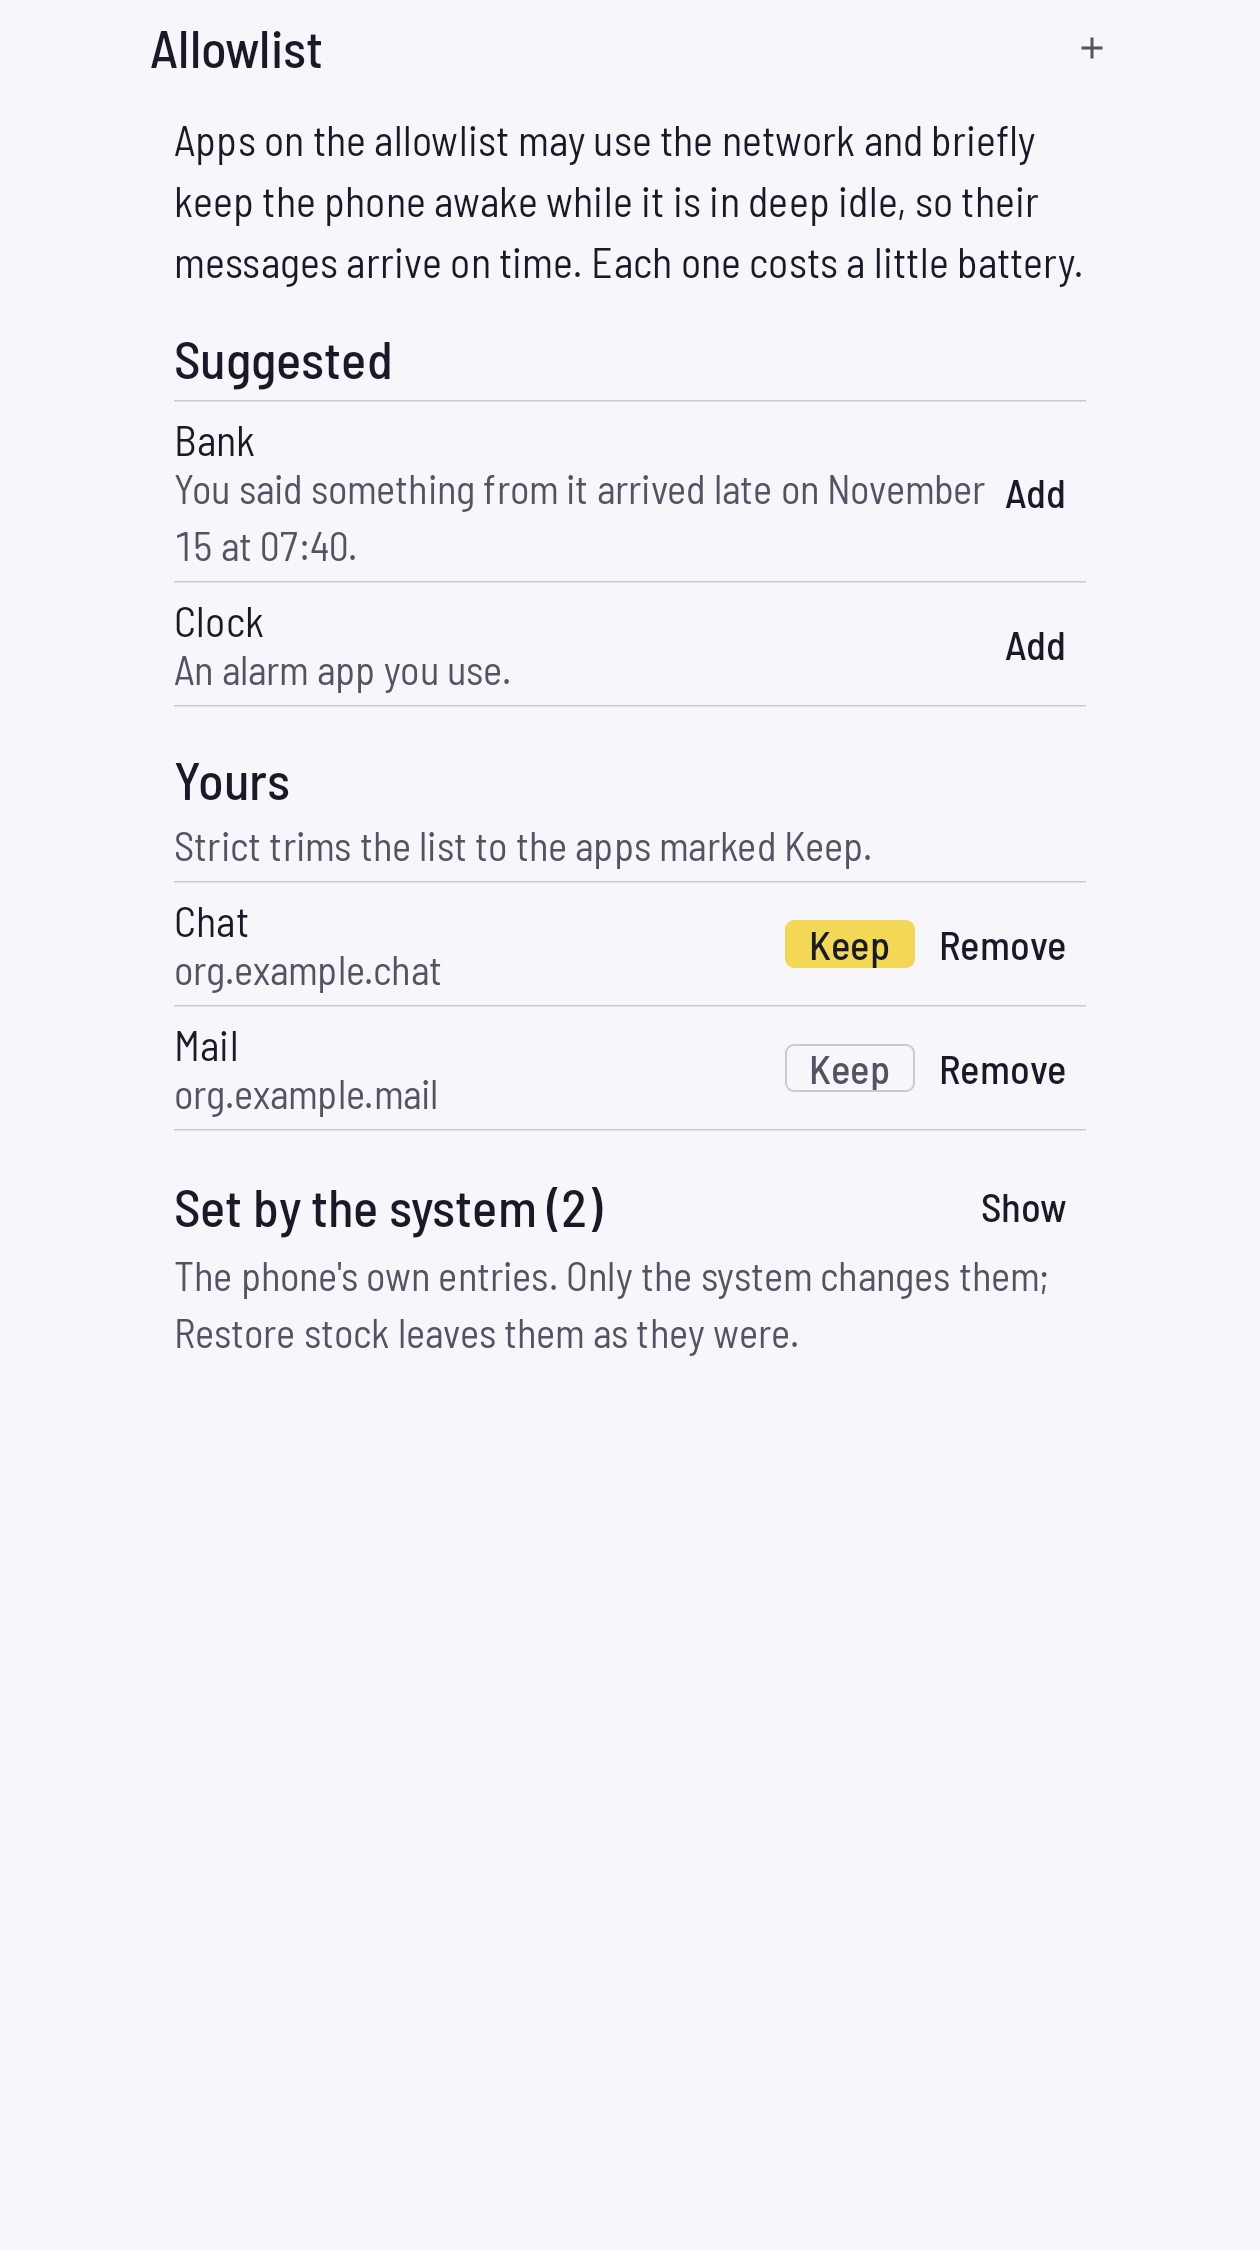 Allowlist
Apps on the allowlist may use the network and briefly
keep the phone awake while it is in deep idle, so their
messages arrive on time. Each one costs a little battery.
Suggested
Bank
You said something from it arrived late on November
15 at 07:40.
Add
Clock
An alarm app you use.
Add
Yours
Strict trims the list to the apps marked Keep.
Chat
org.example.chat
Keep Remove
Mail
org.example.mail
Keep Remove
Set by the system (2) Show
The phone's own entries. Only the system changes them;
Restore stock leaves them as they were.